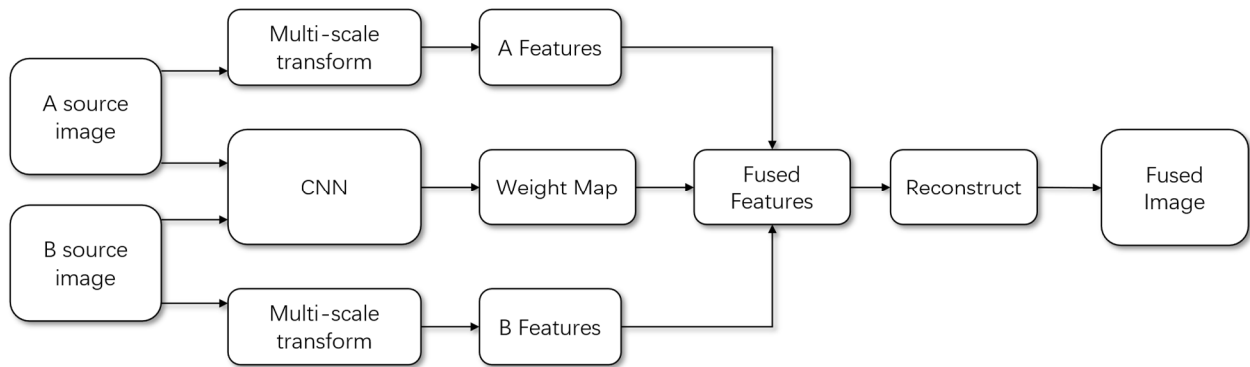 Multi-scale
transform
A Features
A source
image
CNN
Weight Map
Fused
Features
Reconstruct
Fused
Image
B source
image
Multi-scale
transform
B Features